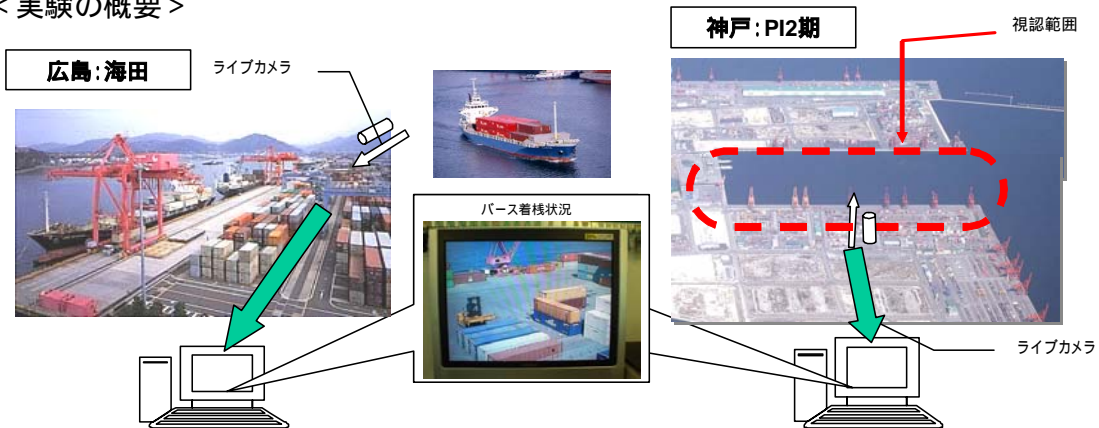 ＜実験の概要＞
神戸：PI2期
視認範囲
広島：海田
ライブカメラ
バース着桟状況
ライブカメラ